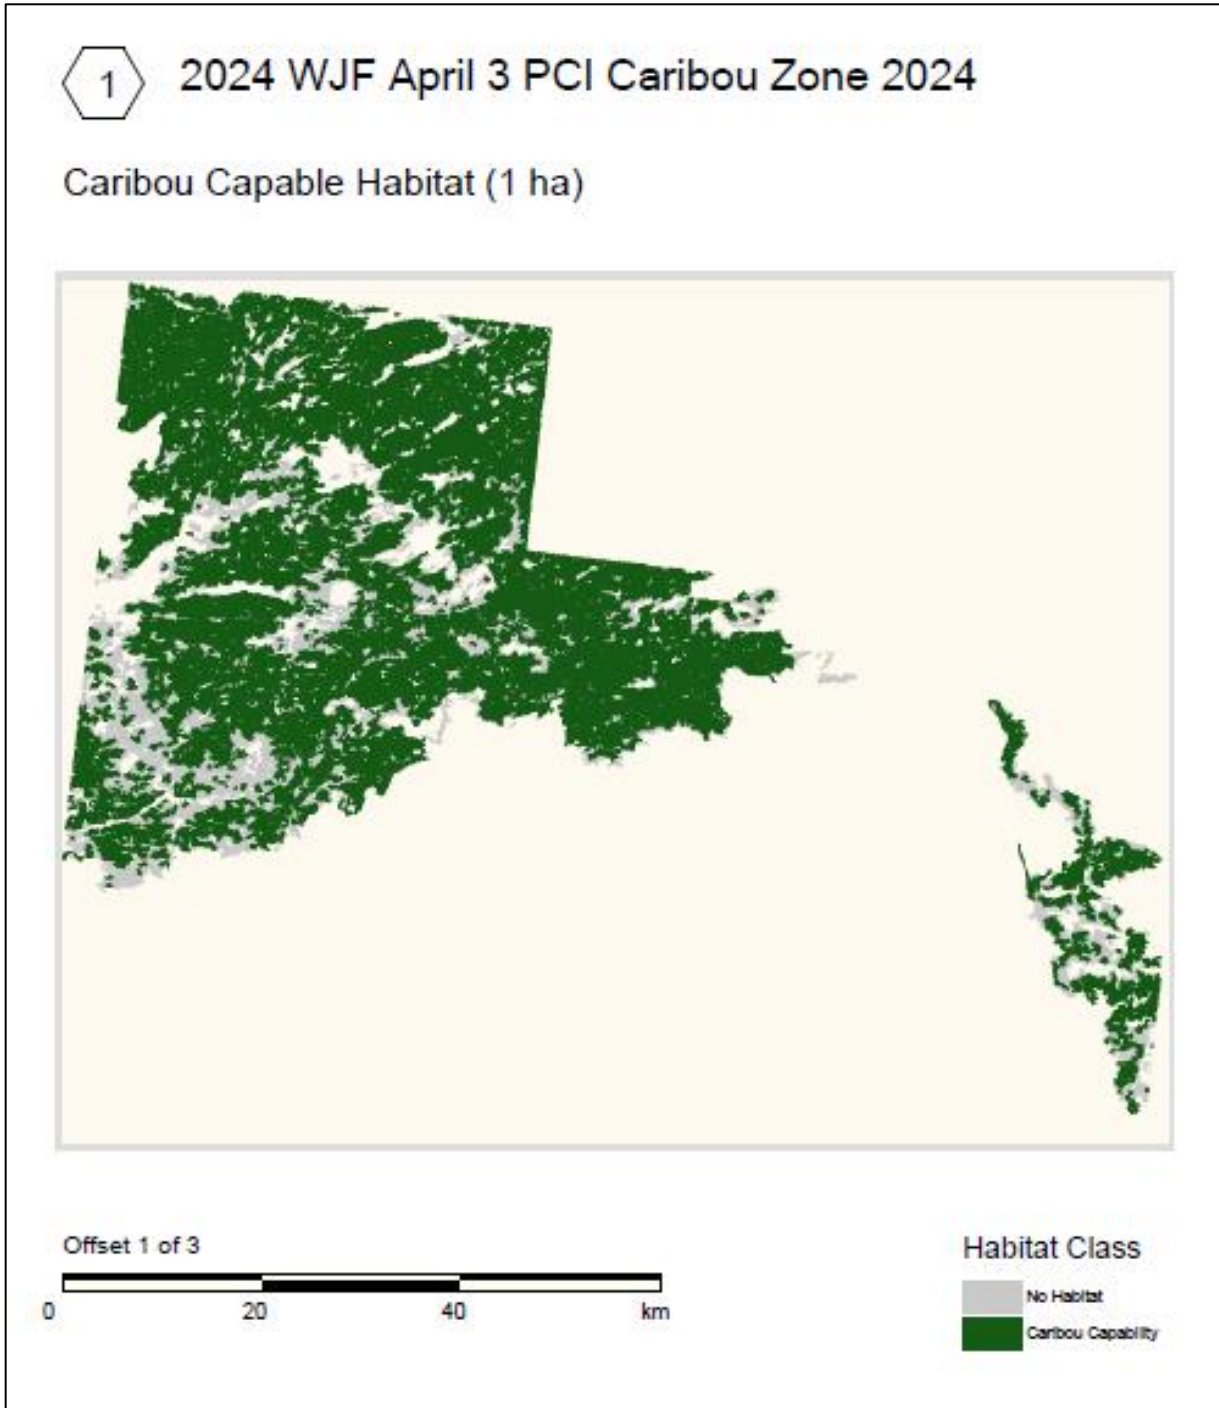 1 2024 WJF April 3 PCI Caribou Zone 2024
Caribou Capable Habitat (1 ha)
Offset 1 of 3
0 20 40 km
Habitat Class
No Habitat
Caribou Capability